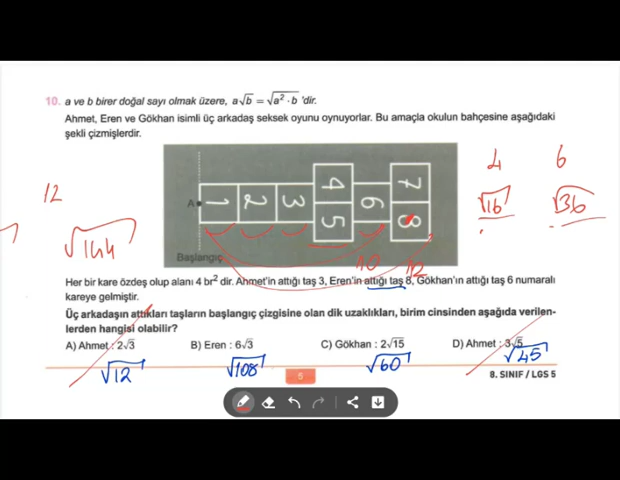 10. a ve b birer doğal sayı olmak üzere, a√b = √a² · b 'dir.
Ahmet, Eren ve Gökhan isimli üç arkadaş seksek oyunu oynuyorlar. Bu amaçla okulun bahçesine aşağıdaki
şekli çizmişlerdir.
12
√144
A 1 2 3 4 5 6 7 8
Başlangıç
10 12
4 6
√16 √36
Her bir kare özdeş olup alanı 4 br² dir. Ahmet'in attığı taş 3, Eren'in attığı taş 8, Gökhan'ın attığı taş 6 numaralı
kareye gelmiştir.
Üç arkadaşın attıkları taşların başlangıç çizgisine olan dik uzaklıkları, birim cinsinden aşağıda verilen-
lerden hangisi olabilir?
A) Ahmet : 2√3 B) Eren : 6√3 C) Gökhan : 2√15 D) Ahmet : 3√5
√12 √108 √60 √45
5
8. SINIF / LGS 5